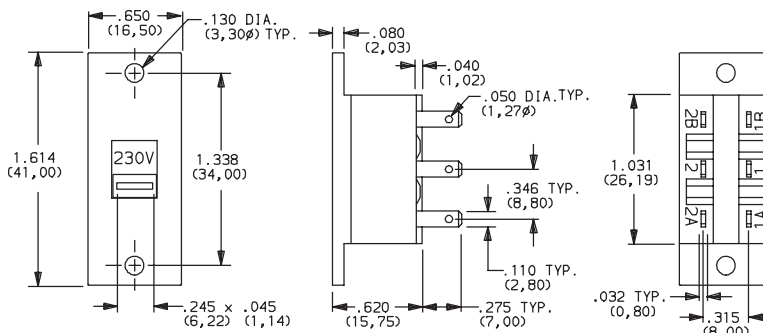 .650
(16,50)
.130 DIA.
(3,30ø) TYP.
1.614
(41,00)
230V
1.338
(34,00)
.245 x .045
(6,22) (1,14)
.080
(2,03)
.040
(1,02)
.050 DIA.TYP.
(1,27ø)
.346 TYP.
(8,80)
.110 TYP.
(2,80)
.620
(15,75)
.275 TYP.
(7,00)
1.031
(26,19)
2B
1B
2
1
2A
1A
.032 TYP.
(0,80)
.315
(8,00)